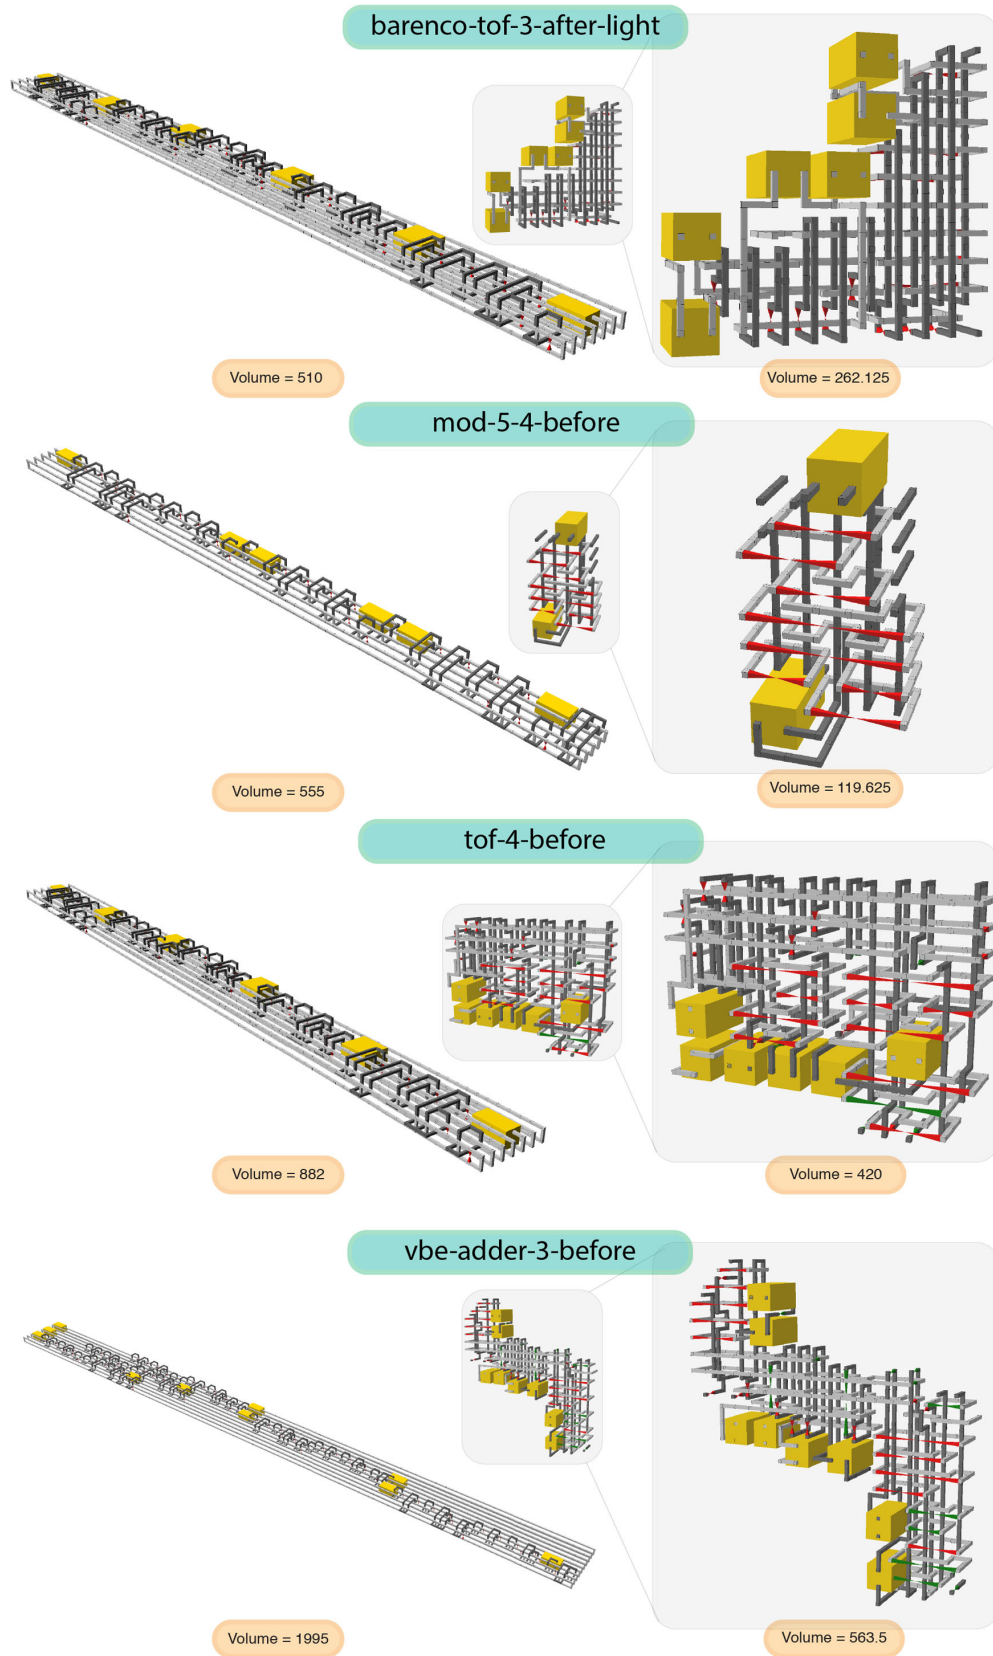 barenco-tof-3-after-light
Volume = 510
Volume = 262.125
mod-5-4-before
Volume = 555
Volume = 119.625
tof-4-before
Volume = 882
Volume = 420
vbe-adder-3-before
Volume = 1995
Volume = 563.5